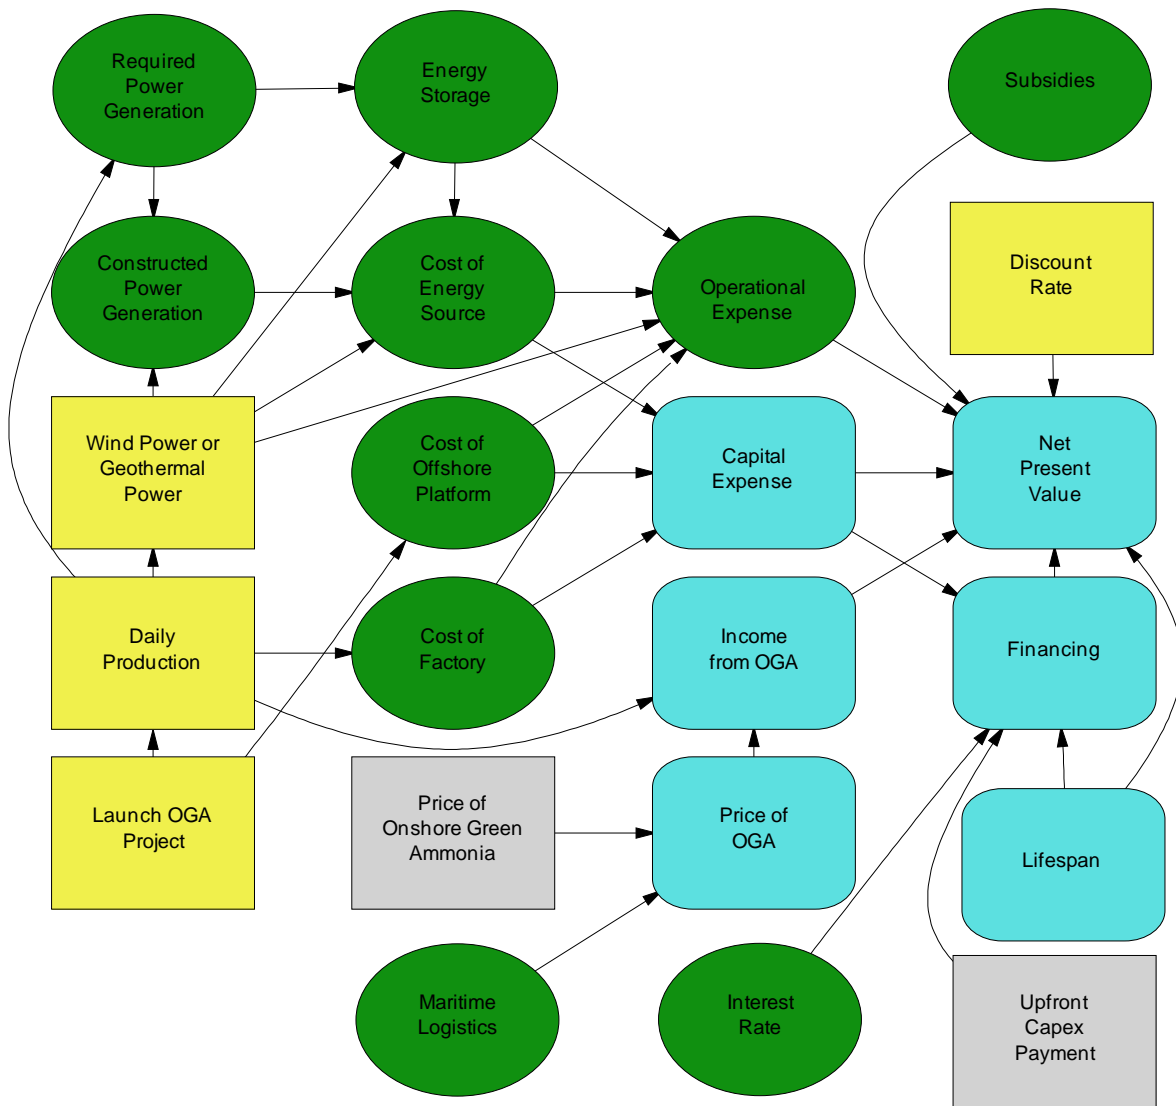 Required
Power
Generation
Energy
Storage
Subsidies
Constructed
Power
Generation
Cost of
Energy
Source
Operational
Expense
Discount
Rate
Wind Power or
Geothermal
Power
Cost of
Offshore
Platform
Capital
Expense
Net
Present
Value
Daily
Production
Cost of
Factory
Income
from OGA
Financing
Launch OGA
Project
Price of
Onshore Green
Ammonia
Price of
OGA
Lifespan
Maritime
Logistics
Interest
Rate
Upfront
Capex
Payment